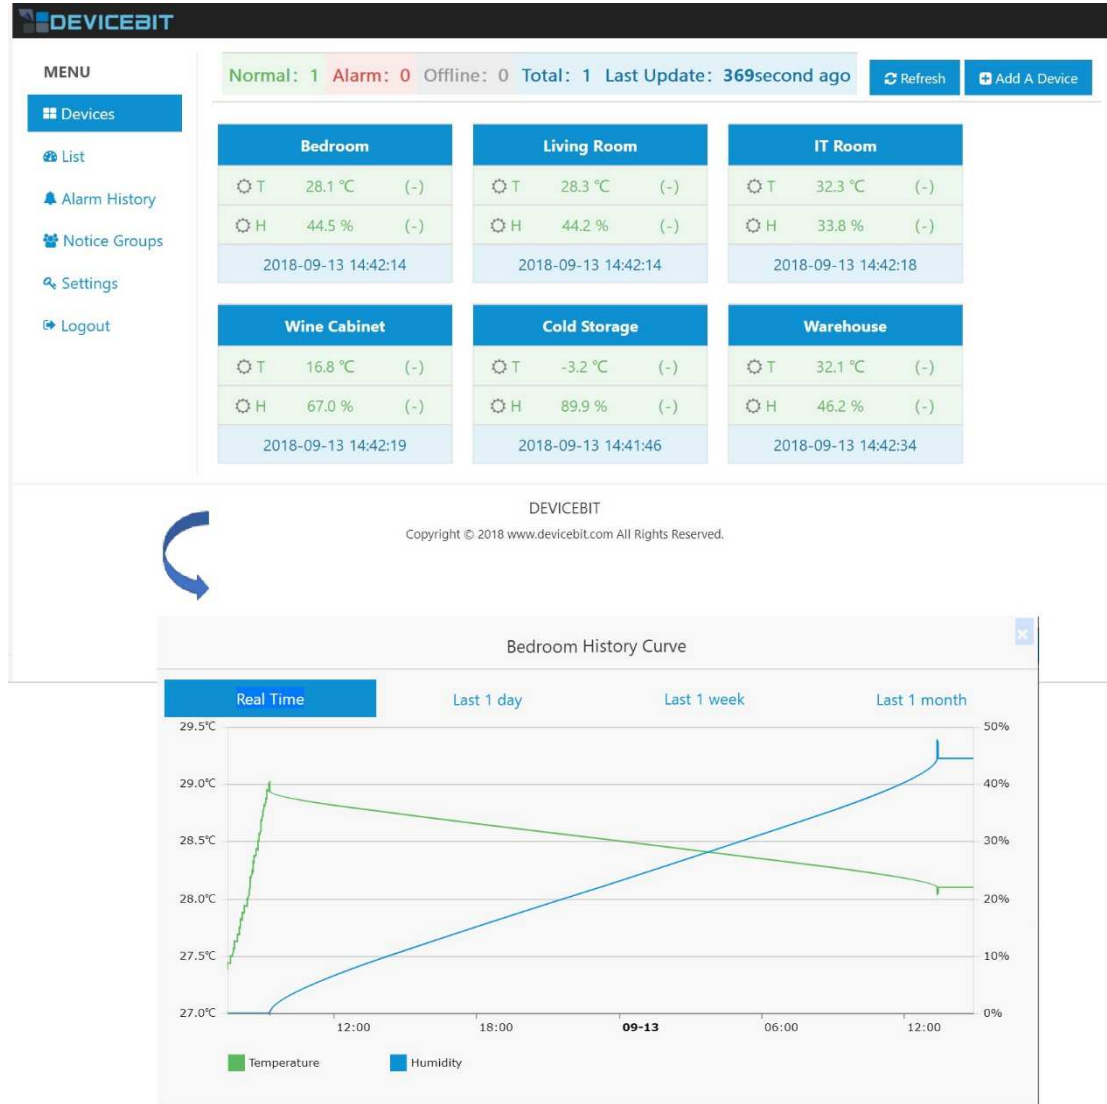 DEVICEBIT
MENU
Normal: 1 Alarm: 0 Offline: 0 Total: 1 Last Update: 369second ago Refresh Add A Device
Devices
List
Alarm History
Notice Groups
Settings
Logout
Bedroom
T 28.1 ℃ (-)
H 44.5 % (-)
2018-09-13 14:42:14
Living Room
T 28.3 ℃ (-)
H 44.2 % (-)
2018-09-13 14:42:14
IT Room
T 32.3 ℃ (-)
H 33.8 % (-)
2018-09-13 14:42:18
Wine Cabinet
T 16.8 ℃ (-)
H 67.0 % (-)
2018-09-13 14:42:19
Cold Storage
T -3.2 ℃ (-)
H 89.9 % (-)
2018-09-13 14:41:46
Warehouse
T 32.1 ℃ (-)
H 46.2 % (-)
2018-09-13 14:42:34
DEVICEBIT
Copyright © 2018 www.devicebit.com All Rights Reserved.
Bedroom History Curve
×
Real Time Last 1 day Last 1 week Last 1 month
29.5℃ 50%
29.0℃ 40%
28.5℃ 30%
28.0℃ 20%
27.5℃ 10%
27.0℃ 0%
12:00 18:00 09-13 06:00 12:00
Temperature Humidity